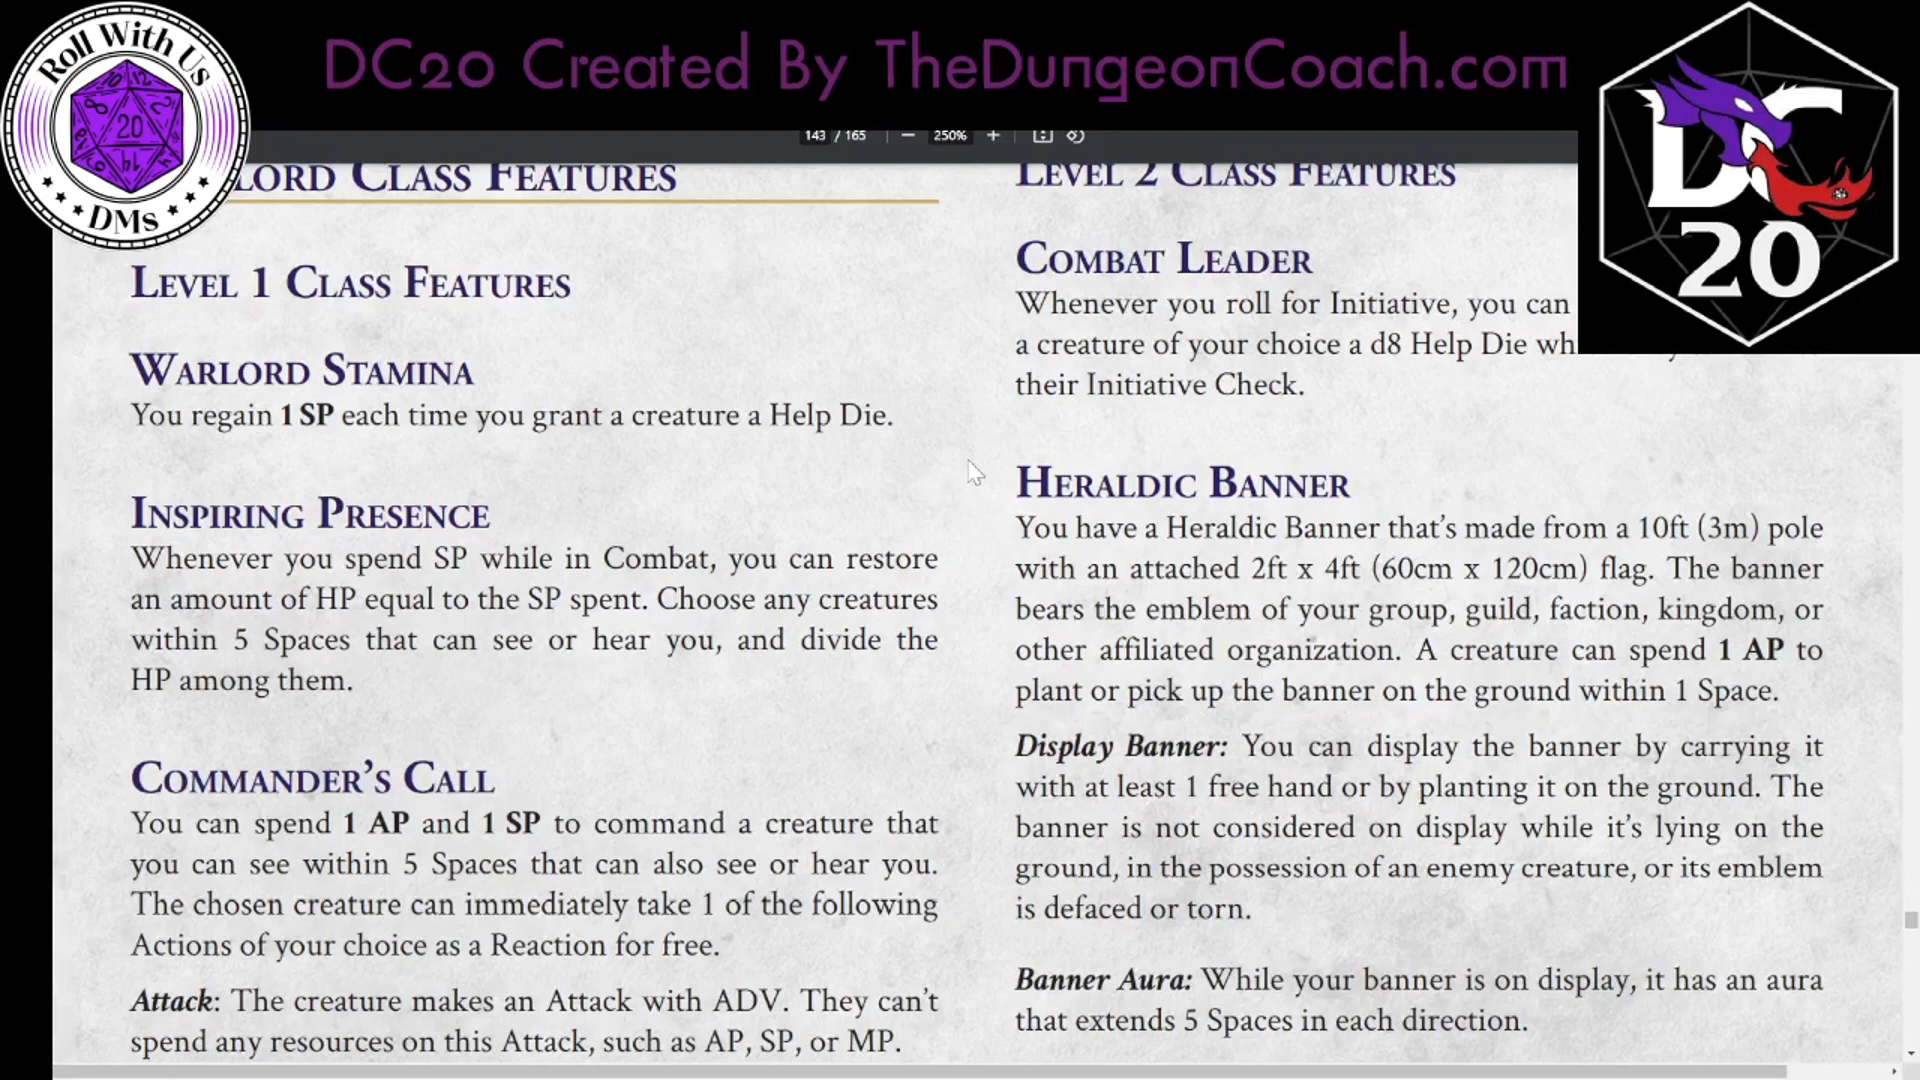 Roll With Us
20
DMs
DC20 Created By TheDungeonCoach.com
DC
20
143 / 165
250%
LORD CLASS FEATURES
LEVEL 1 CLASS FEATURES
WARLORD STAMINA
You regain 1 SP each time you grant a creature a Help Die.
INSPIRING PRESENCE
Whenever you spend SP while in Combat, you can restore
an amount of HP equal to the SP spent. Choose any creatures
within 5 Spaces that can see or hear you, and divide the
HP among them.
COMMANDER'S CALL
You can spend 1 AP and 1 SP to command a creature that
you can see within 5 Spaces that can also see or hear you.
The chosen creature can immediately take 1 of the following
Actions of your choice as a Reaction for free.
Attack: The creature makes an Attack with ADV. They can't
spend any resources on this Attack, such as AP, SP, or MP.
LEVEL 2 CLASS FEATURES
COMBAT LEADER
Whenever you roll for Initiative, you can
a creature of your choice a d8 Help Die
their Initiative Check.
HERALDIC BANNER
You have a Heraldic Banner that's made from a 10ft (3m) pole
with an attached 2ft x 4ft (60cm x 120cm) flag. The banner
bears the emblem of your group, guild, faction, kingdom, or
other affiliated organization. A creature can spend 1 AP to
plant or pick up the banner on the ground within 1 Space.
Display Banner: You can display the banner by carrying it
with at least 1 free hand or by planting it on the ground. The
banner is not considered on display while it's lying on the
ground, in the possession of an enemy creature, or its emblem
is defaced or torn.
Banner Aura: While your banner is on display, it has an aura
that extends 5 Spaces in each direction.